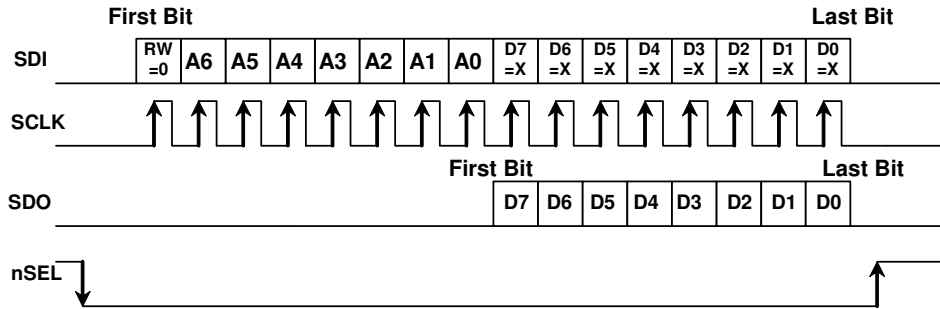 First Bit Last Bit
SDI RW =0 A6 A5 A4 A3 A2 A1 A0 D7 =X D6 =X D5 =X D4 =X D3 =X D2 =X D1 =X D0 =X
SCLK
First Bit Last Bit
SDO D7 D6 D5 D4 D3 D2 D1 D0
nSEL